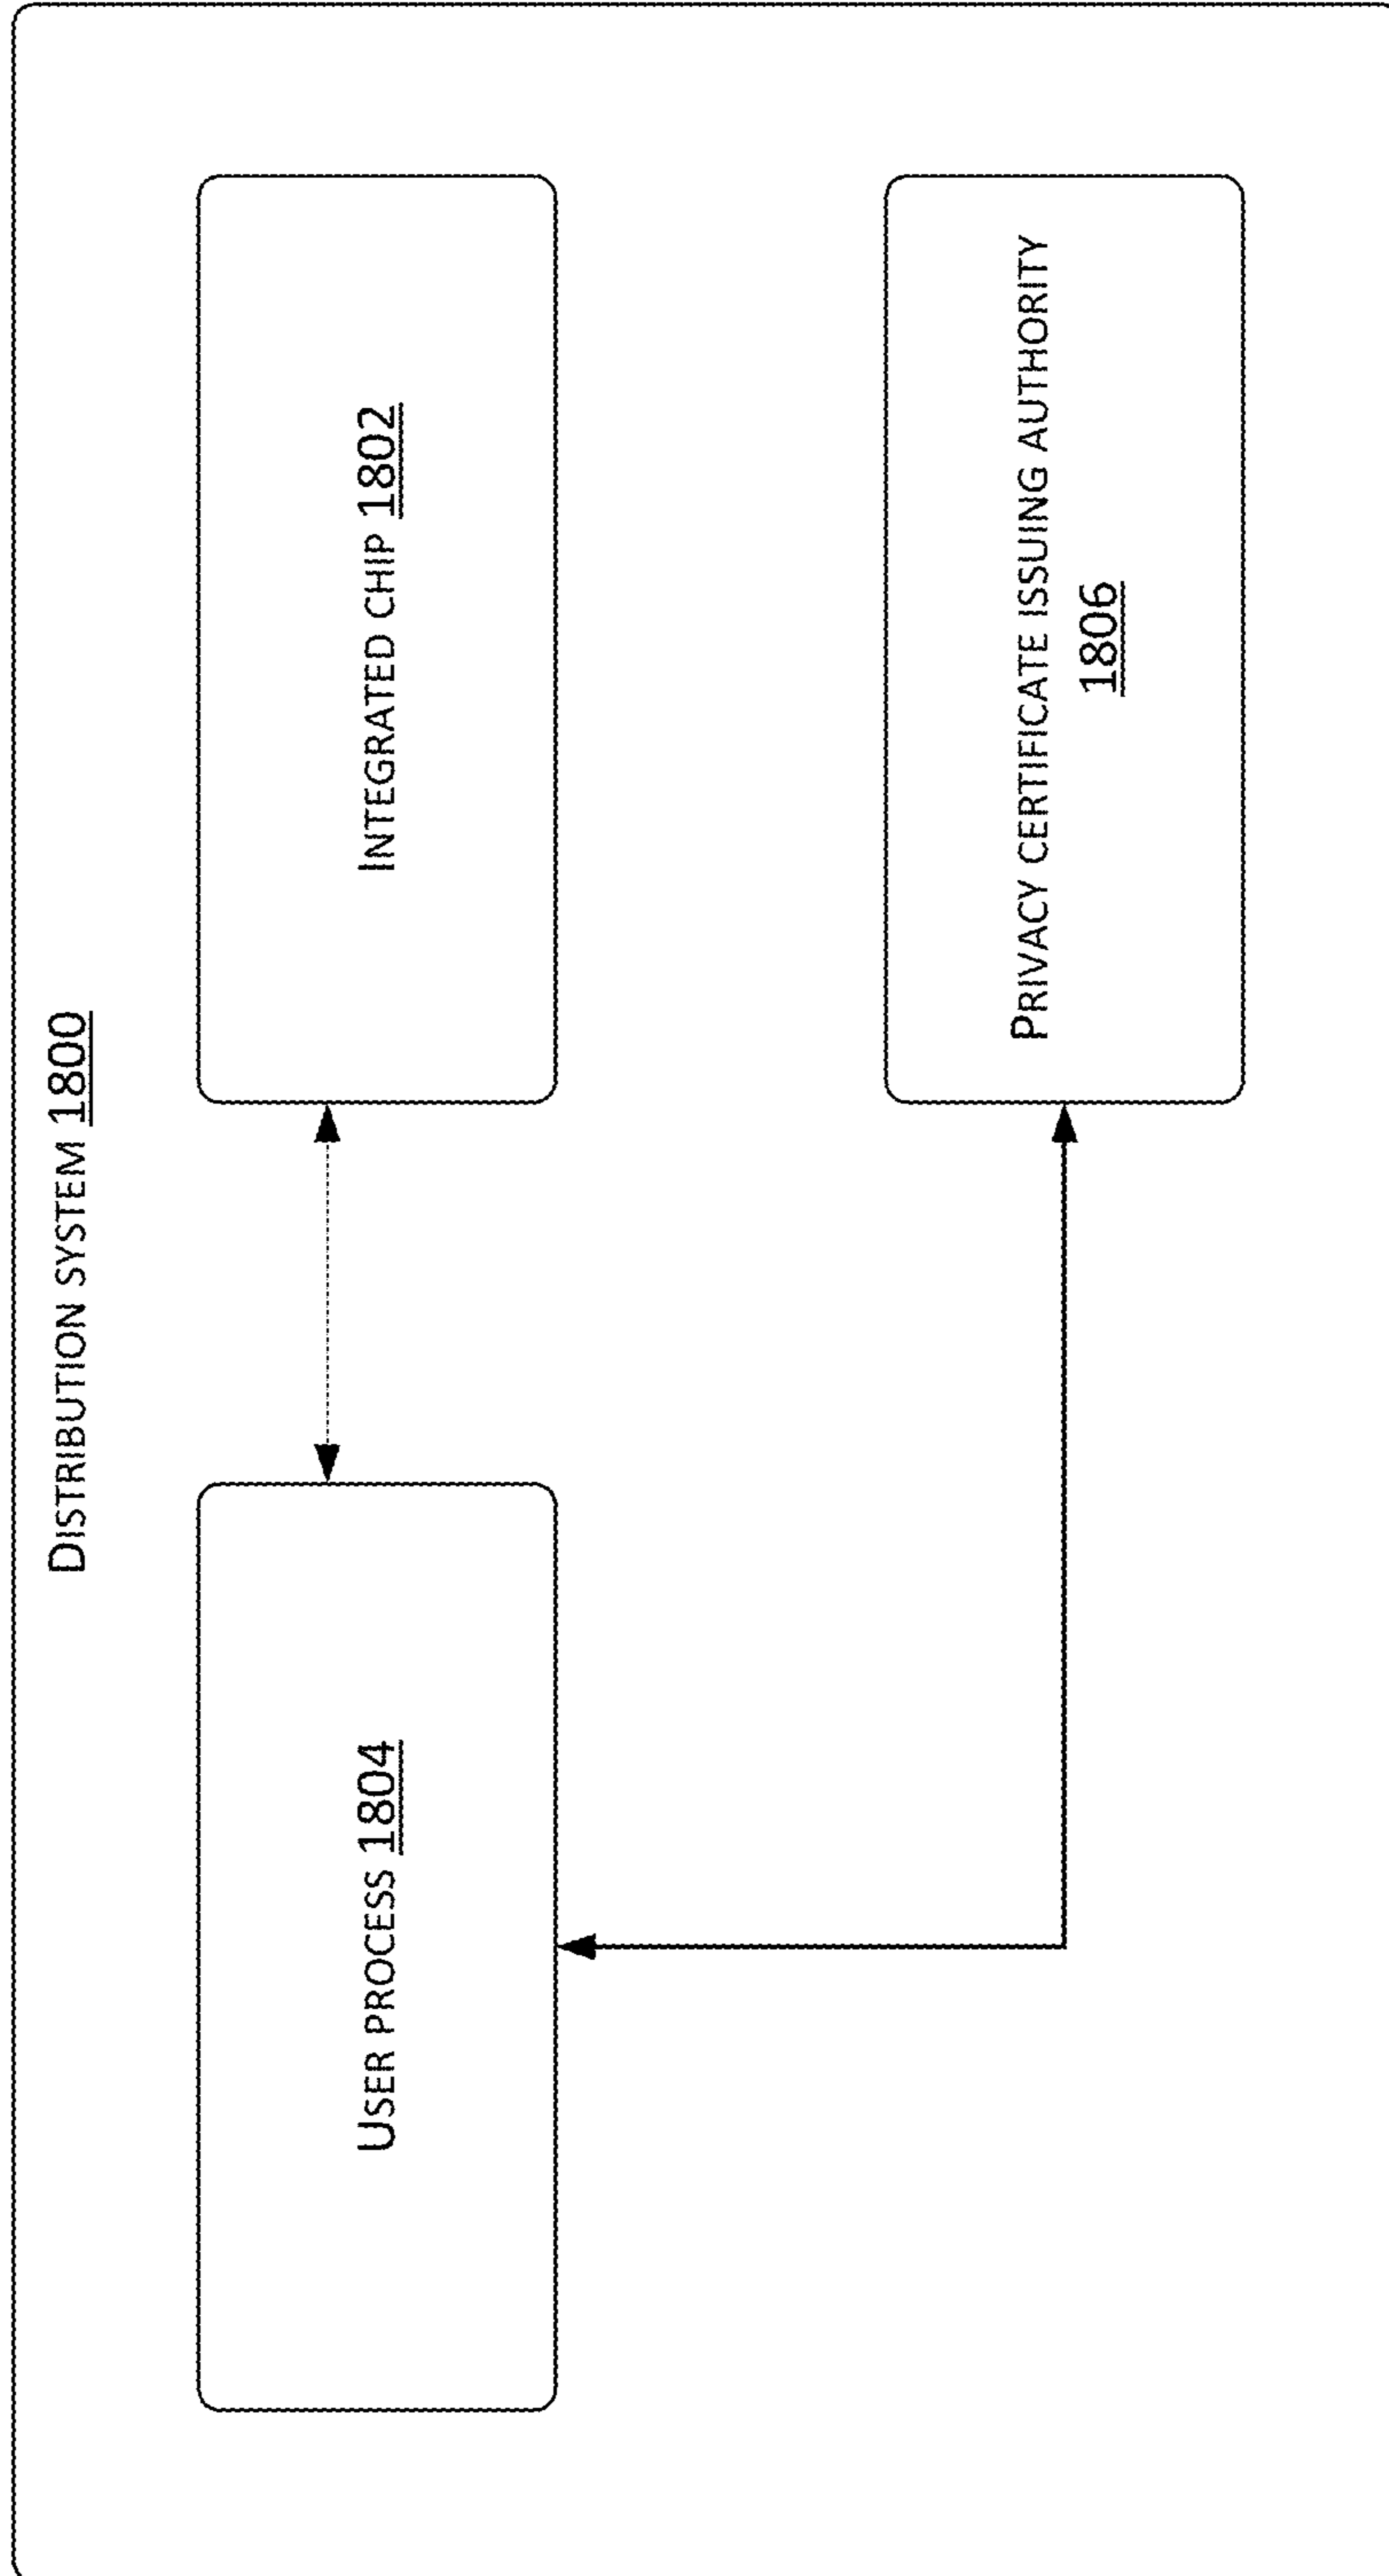 DISTRIBUTION SYSTEM 1800
USER PROCESS 1804
INTEGRATED CHIP 1802
PRIVACY CERTIFICATE ISSUING AUTHORITY
1806